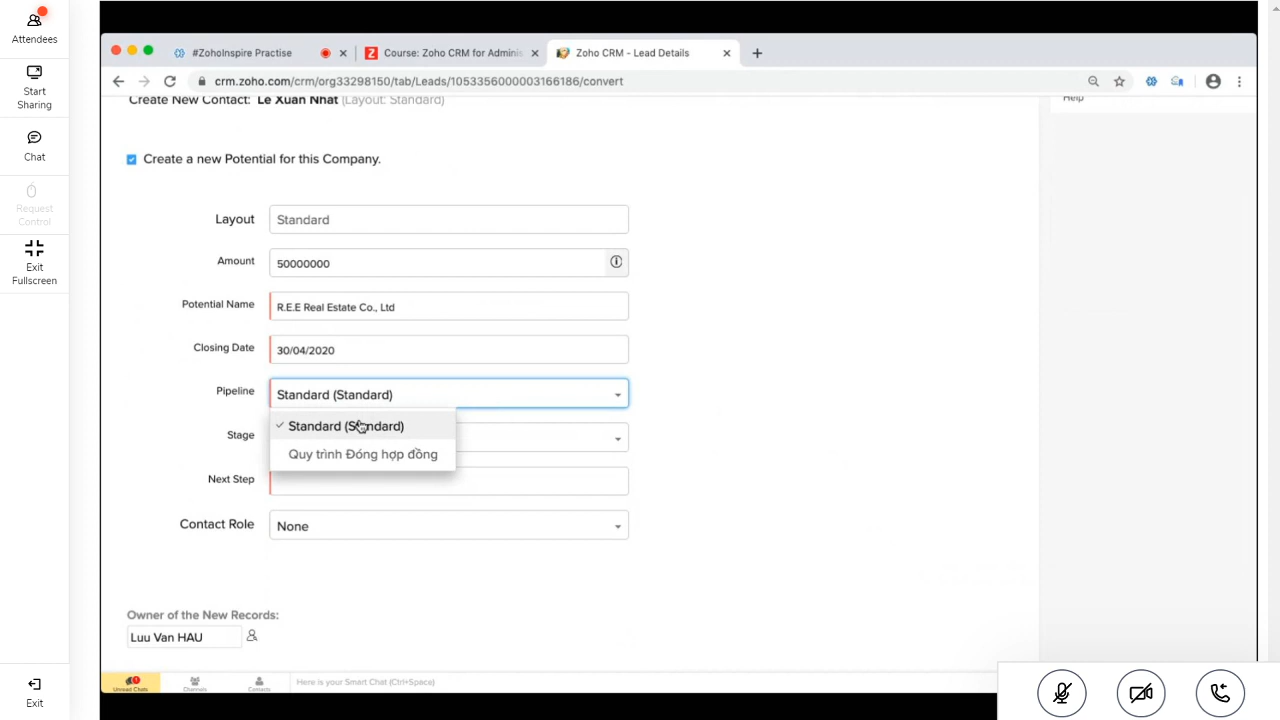 Attendees
Start
Sharing
Chat
Request
Control
Exit
Fullscreen
Exit
#ZohoInspire Practise
Course: Zoho CRM for Adminis
Zoho CRM - Lead Details
crm.zoho.com/crm/org33298150/tab/Leads/1053356000003166186/convert
Create New Contact: Le Xuan Nhat (Layout: Standard)
Help
Create a new Potential for this Company.
Layout Standard
Amount 50000000
Potential Name R.E.E Real Estate Co., Ltd
Closing Date 30/04/2020
Pipeline Standard (Standard)
Standard (Standard)
Stage
Quy trình Đóng hợp đồng
Next Step
Contact Role None
Owner of the New Records:
Luu Van HAU
Unread Chats Channels Contacts Here is your Smart Chat (Ctrl+Space)